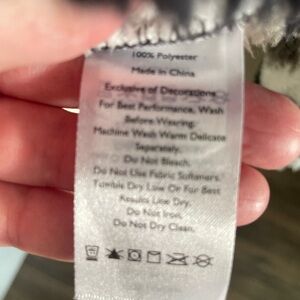 100% Polyester
Made in China
Exclusive of Decorations
For Best Performance, Wash
Before Wearing.
Machine Wash Warm Delicate
Separately.
Do Not Bleach.
Do Not Use Fabric Softeners.
Tumble Dry Low Or For Best
Results Line Dry.
Do Not Iron.
Do Not Dry Clean.